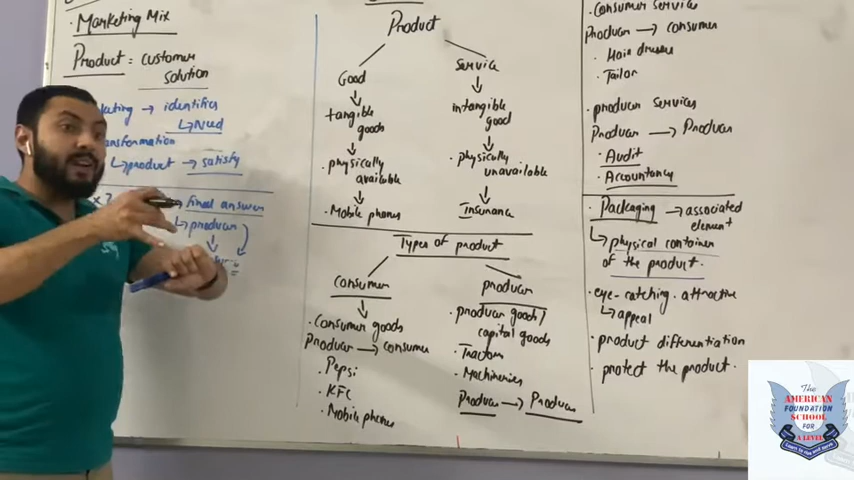 · Marketing Mix
Product = customer
solution
→ identifies
↳ Need
↳ product → satisfy
final answer
↳ producer
Product
Good
tangible
goods
· physically
available
· Mobile phones
Service
intangible
good
· physically
unavailable
Insurance
Types of product
Consumer
· Consumer goods
Producer → consumer
· Pepsi
· KFC
· Mobile phones
producer
· producer goods/
capital goods
· Tractors
· Machineries
Producer → Producer
· consumer service
Producer → consumer
· Hair dresser
· Tailor
· producer services
Producer → Producer
· Audit
· Accountancy
· Packaging → associated
element
↳ physical container
of the product.
· eye-catching. attractive
↳ appeal
· product differentiation
· protect the product.
The
AMERICAN
FOUNDATION
SCHOOL
FOR
A LEVEL